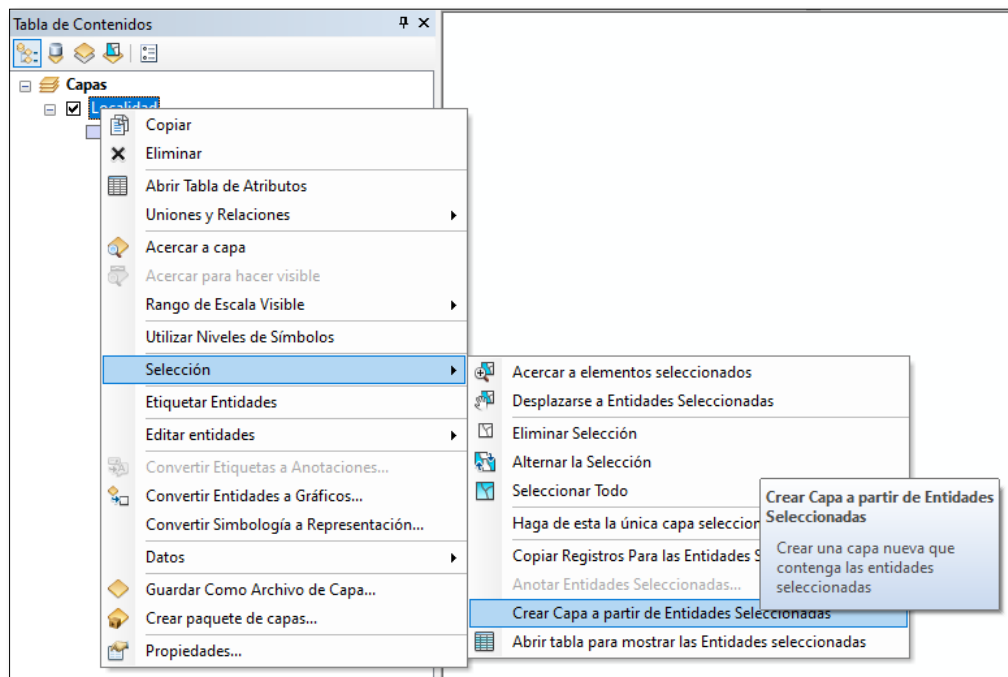 Tabla de Contenidos
Capas
Localidad
Copiar
Eliminar
Abrir Tabla de Atributos
Uniones y Relaciones
Acercar a capa
Acercar para hacer visible
Rango de Escala Visible
Utilizar Niveles de Símbolos
Selección
Etiquetar Entidades
Editar entidades
Convertir Etiquetas a Anotaciones...
Convertir Entidades a Gráficos...
Convertir Simbología a Representación...
Datos
Guardar Como Archivo de Capa...
Crear paquete de capas...
Propiedades...
Acercar a elementos seleccionados
Desplazarse a Entidades Seleccionadas
Eliminar Selección
Alternar la Selección
Seleccionar Todo
Haga de esta la única capa seleccion
Copiar Registros Para las Entidades S
Anotar Entidades Seleccionadas...
Crear Capa a partir de Entidades Seleccionadas
Abrir tabla para mostrar las Entidades seleccionadas
Crear Capa a partir de Entidades
Seleccionadas
Crear una capa nueva que
contenga las entidades
seleccionadas